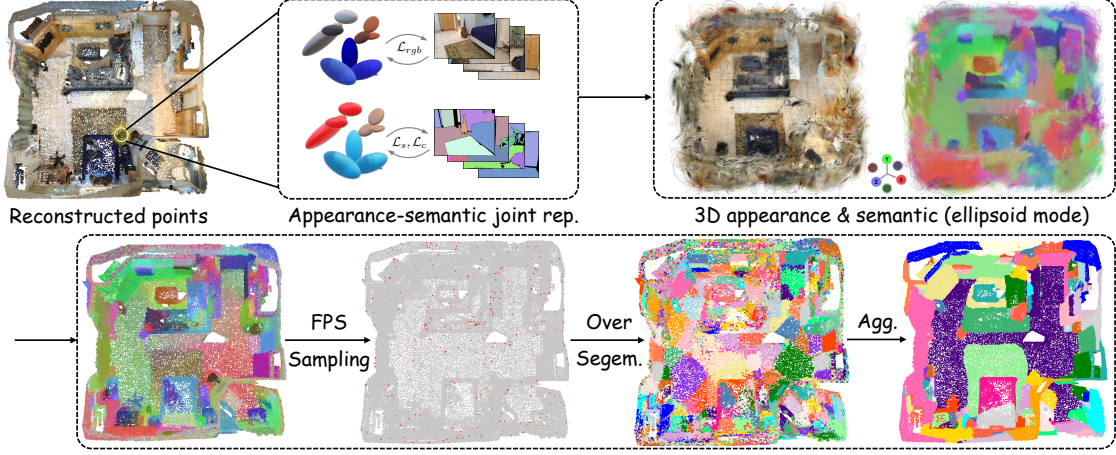 ℒ_rgb
ℒ_s, ℒ_c
Y
Z
X
Reconstructed points
Appearance-semantic joint rep.
3D appearance & semantic (ellipsoid mode)
FPS
Sampling
Over
Segem.
Agg.